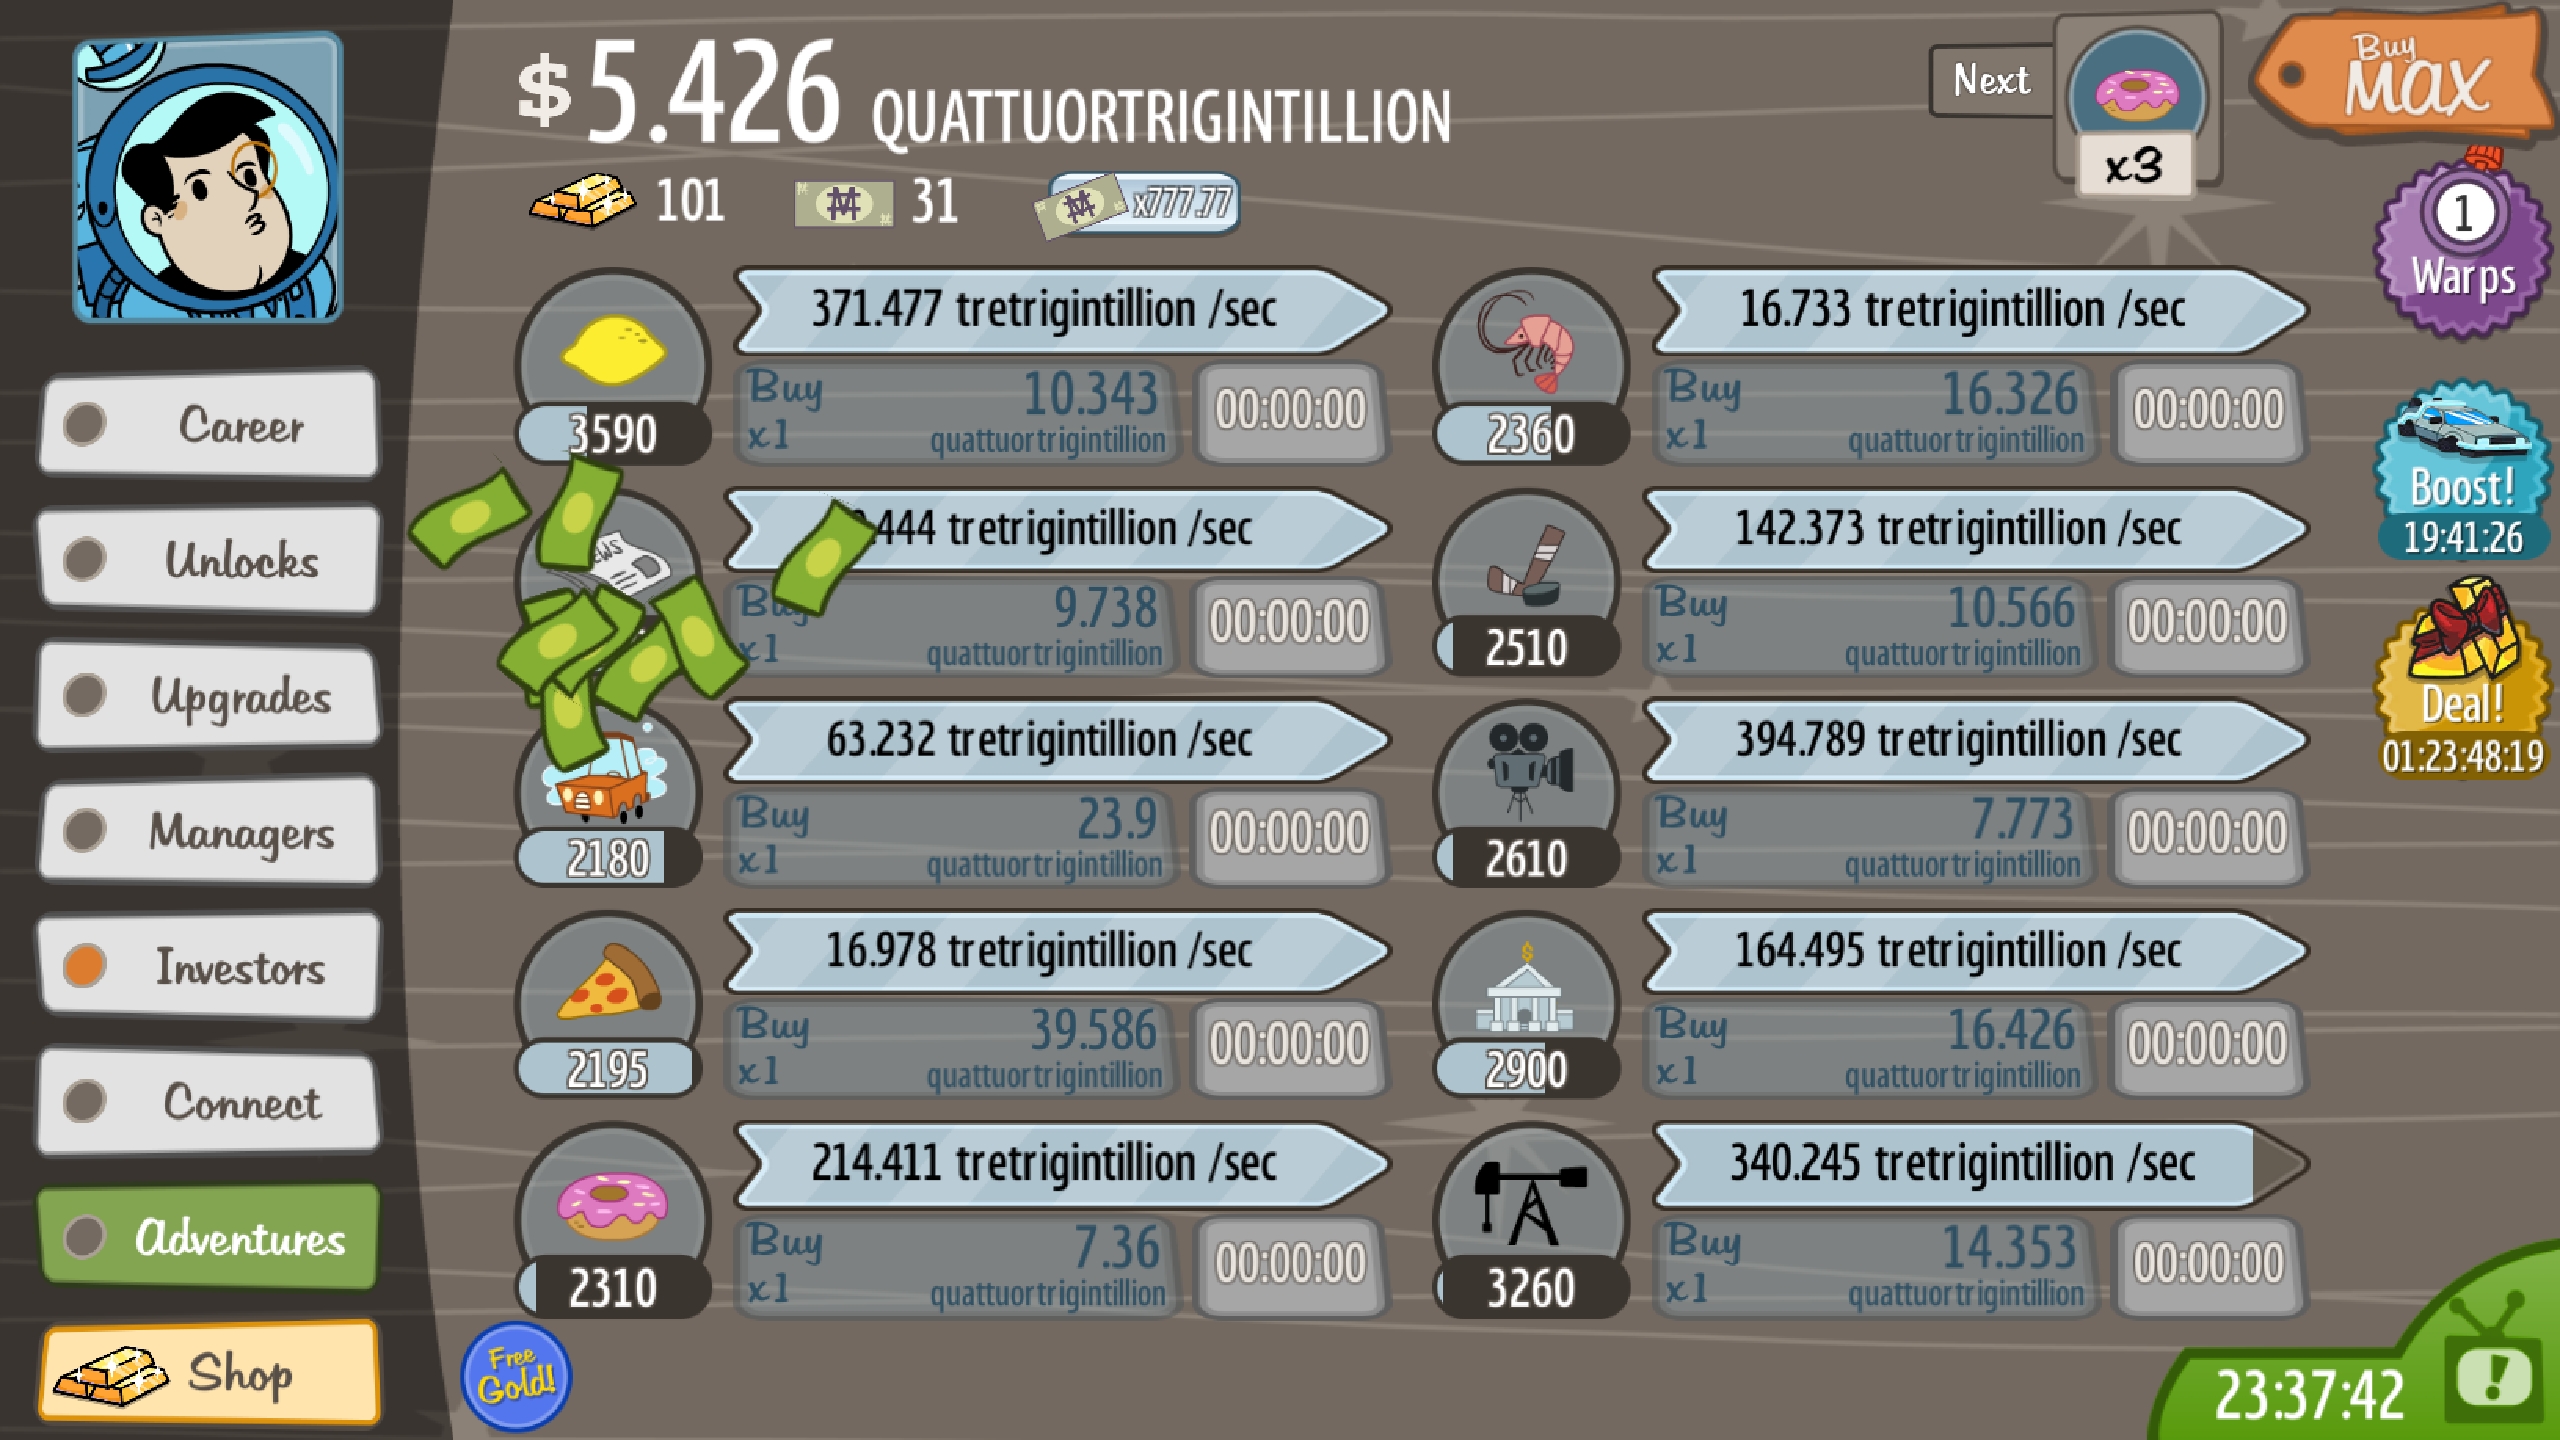 $5.426 QUATTUORTRIGINTILLION
Next
x3
Buy
MAX
101
31
x777.77
1
Warps
Boost!
19:41:26
Deal!
01:23:48:19
Career
Unlocks
Upgrades
Managers
Investors
Connect
Adventures
Shop
371.477 tretrigintillion /sec
3590
Buy 10.343
x1 quattuortrigintillion
00:00:00
16.733 tretrigintillion /sec
2360
Buy 16.326
x1 quattuortrigintillion
00:00:00
.444 tretrigintillion /sec
Buy 9.738
x1 quattuortrigintillion
00:00:00
142.373 tretrigintillion /sec
2510
Buy 10.566
x1 quattuortrigintillion
00:00:00
63.232 tretrigintillion /sec
2180
Buy 23.9
x1 quattuortrigintillion
00:00:00
394.789 tretrigintillion /sec
2610
Buy 7.773
x1 quattuortrigintillion
00:00:00
16.978 tretrigintillion /sec
2195
Buy 39.586
x1 quattuortrigintillion
00:00:00
164.495 tretrigintillion /sec
2900
Buy 16.426
x1 quattuortrigintillion
00:00:00
214.411 tretrigintillion /sec
2310
Buy 7.36
x1 quattuortrigintillion
00:00:00
340.245 tretrigintillion /sec
3260
Buy 14.353
x1 quattuortrigintillion
00:00:00
Free
Gold!
23:37:42